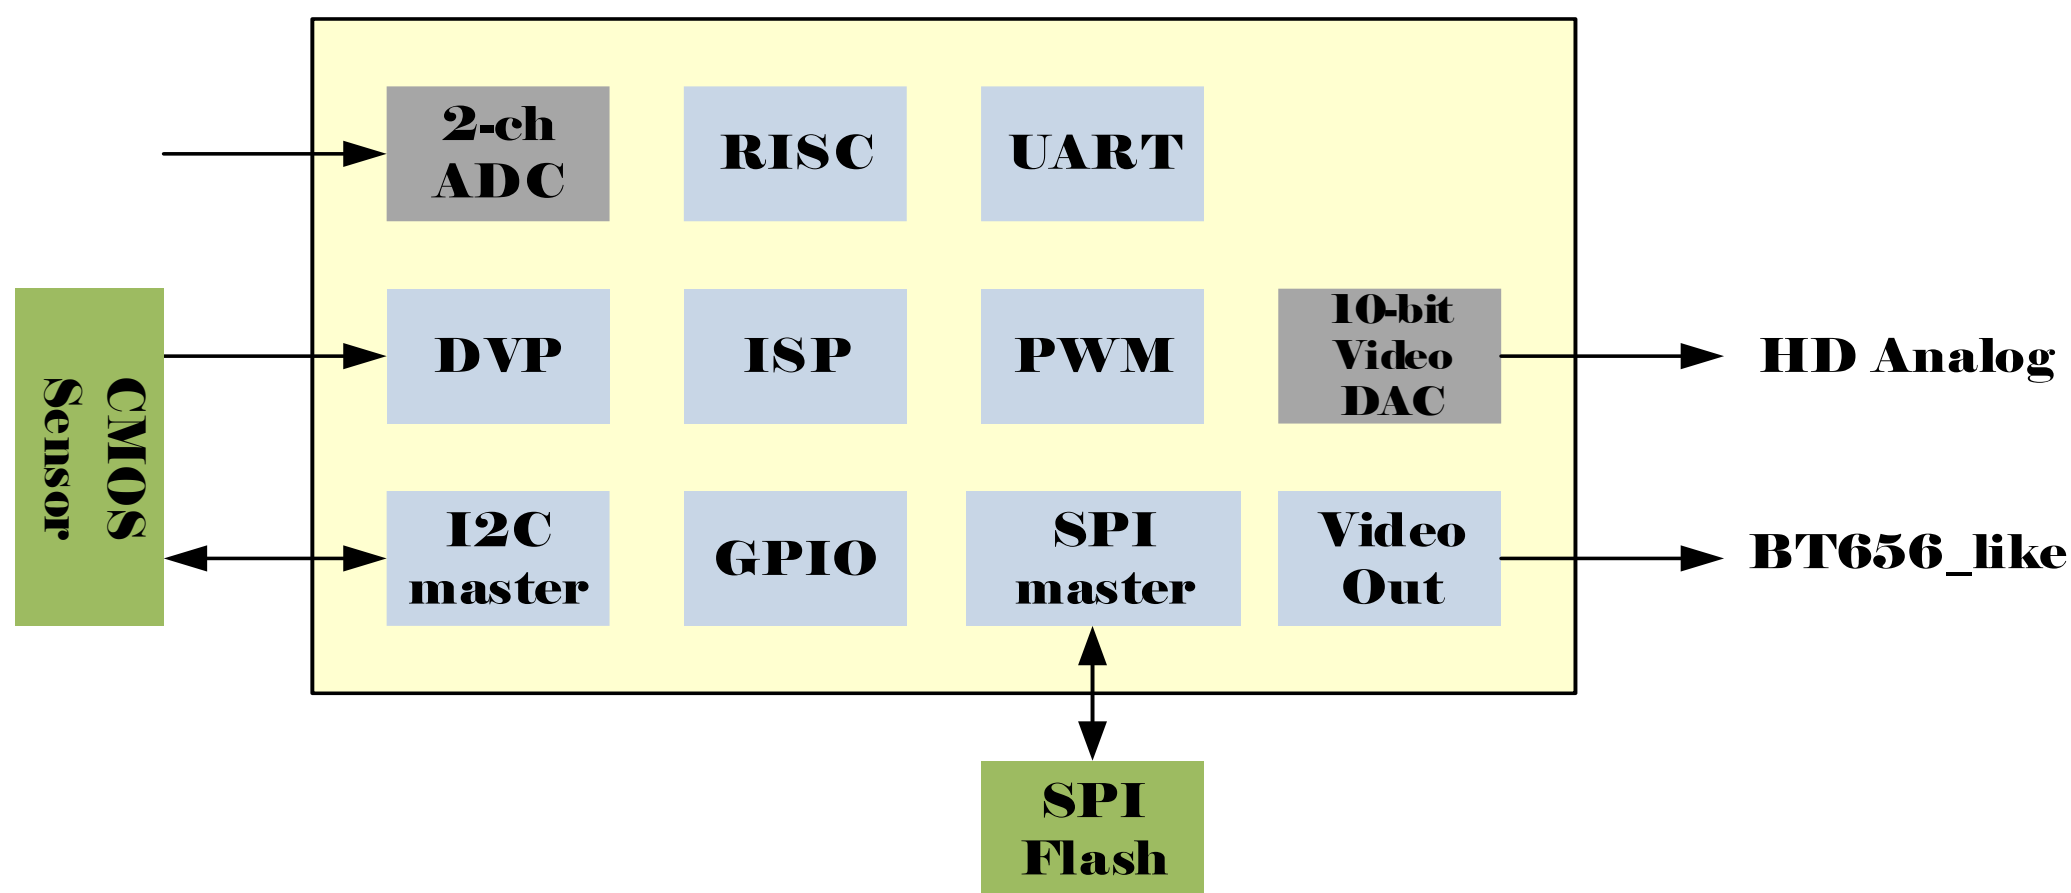 2-ch
ADC
RISC
UART
CMOS
Sensor
DVP
ISP
PWM
10-bit
Video
DAC
HD Analog
I2C
master
GPIO
SPI
master
Video
Out
BT656_like
SPI
Flash